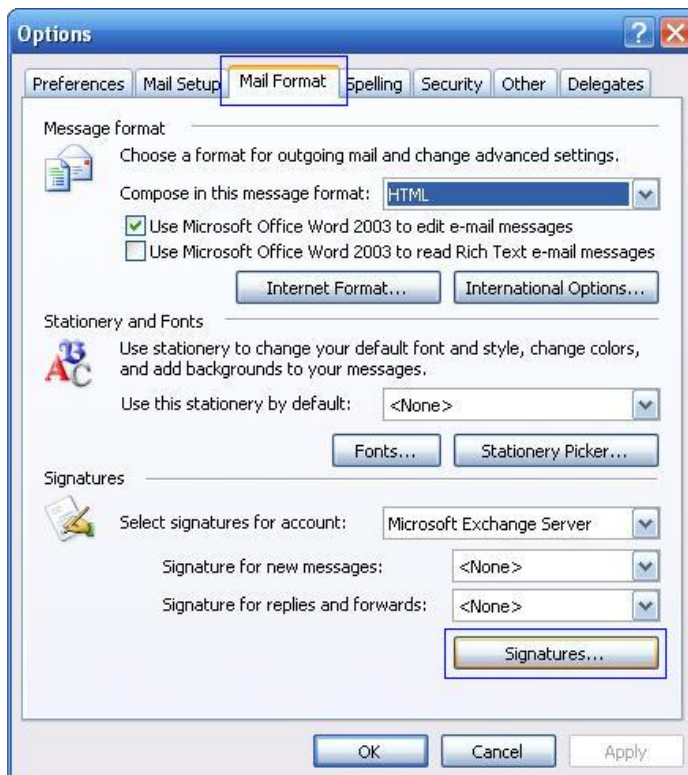 Options
Preferences Mail Setup Mail Format Spelling Security Other Delegates
Message format
Choose a format for outgoing mail and change advanced settings.
Compose in this message format: HTML
Use Microsoft Office Word 2003 to edit e-mail messages
Use Microsoft Office Word 2003 to read Rich Text e-mail messages
Internet Format... International Options...
Stationery and Fonts
Use stationery to change your default font and style, change colors,
and add backgrounds to your messages.
Use this stationery by default: <None>
Fonts... Stationery Picker...
Signatures
Select signatures for account: Microsoft Exchange Server
Signature for new messages: <None>
Signature for replies and forwards: <None>
Signatures...
OK Cancel Apply